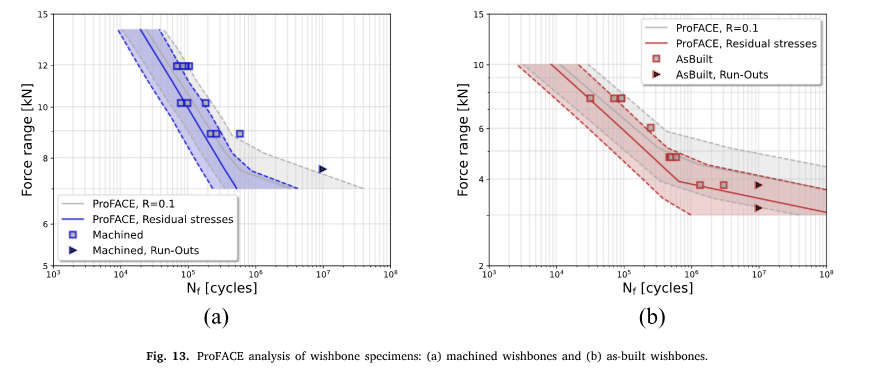 15
12
10
8
6
5
Force range [kN]
10³ 10⁴ 10⁵ 10⁶ 10⁷ 10⁸
N_f [cycles]
ProFACE, R=0.1
ProFACE, Residual stresses
Machined
Machined, Run-Outs
(a)
15
10
6
4
2
Force range [kN]
10² 10³ 10⁴ 10⁵ 10⁶ 10⁷ 10⁸
N_f [cycles]
ProFACE, R=0.1
ProFACE, Residual stresses
AsBuilt
AsBuilt, Run-Outs
(b)
Fig. 13. ProFACE analysis of wishbone specimens: (a) machined wishbones and (b) as-built wishbones.